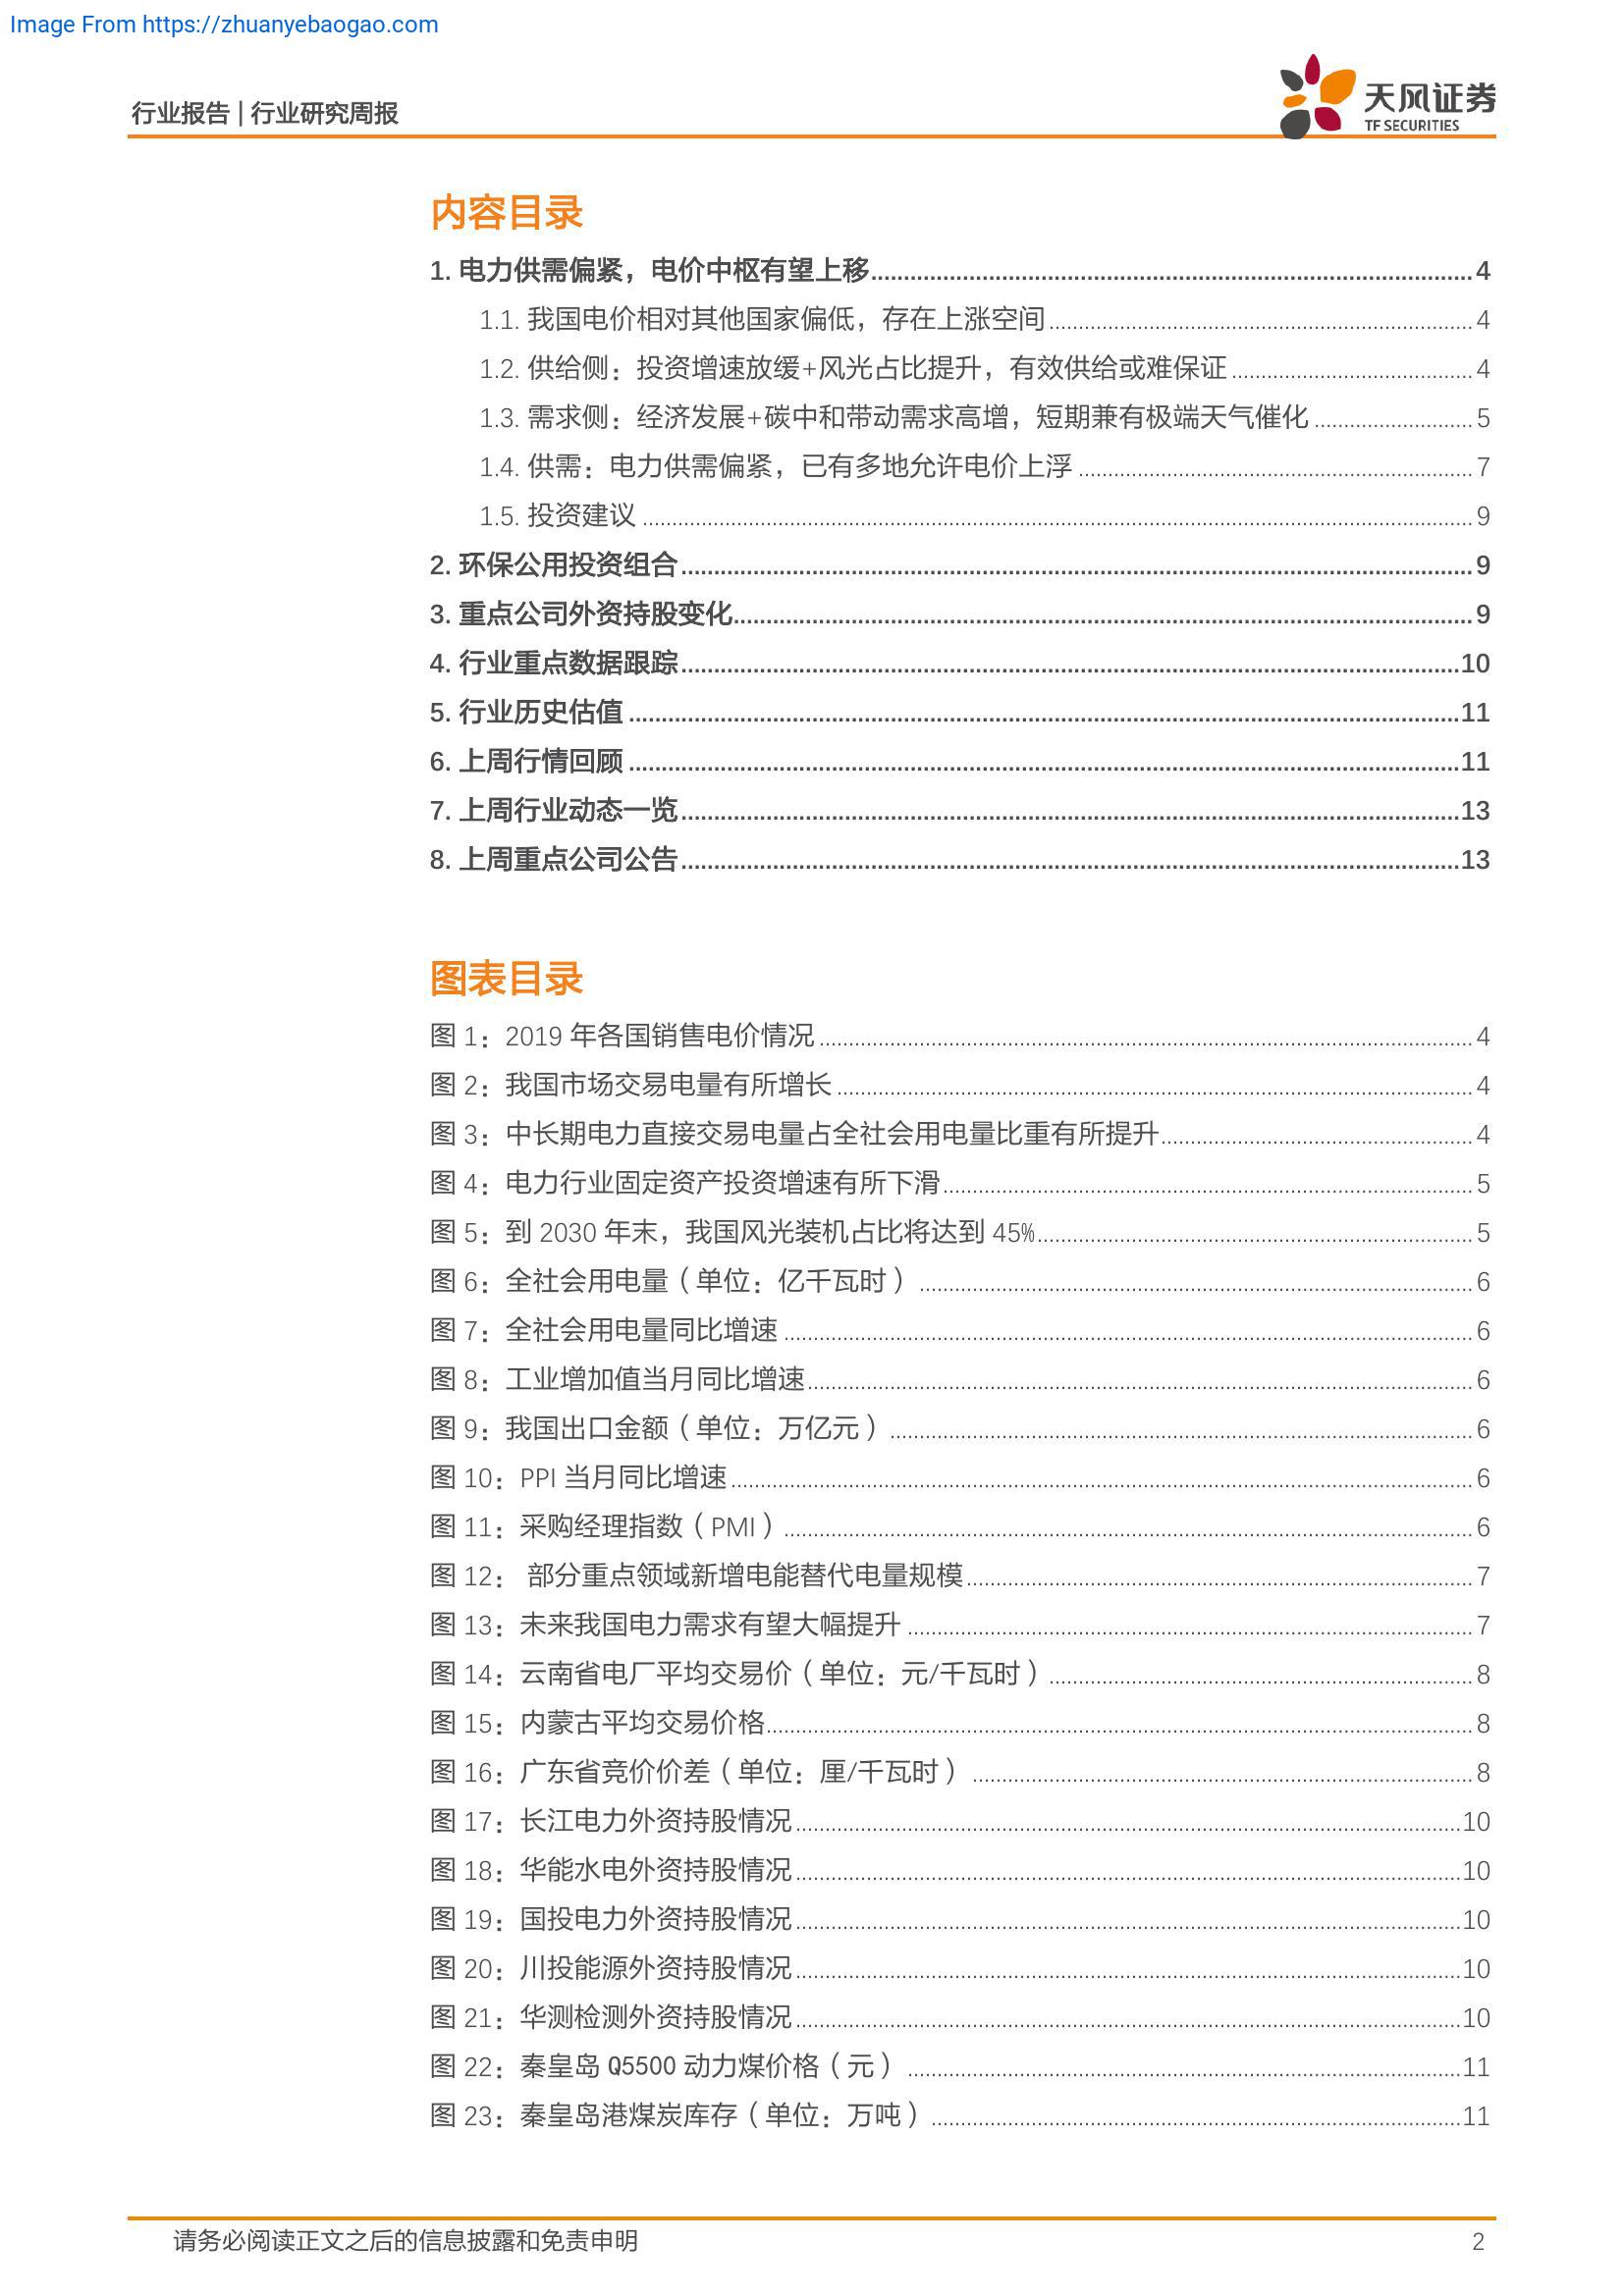 Image From https://zhuanyebaogao.com
行业报告 | 行业研究周报
天风证券
TF SECURITIES
内容目录
1. 电力供需偏紧，电价中枢有望上移 4
1.1. 我国电价相对其他国家偏低，存在上涨空间 4
1.2. 供给侧：投资增速放缓+风光占比提升，有效供给或难保证 4
1.3. 需求侧：经济发展+碳中和带动需求高增，短期兼有极端天气催化 5
1.4. 供需：电力供需偏紧，已有多地允许电价上浮 7
1.5. 投资建议 9
2. 环保公用投资组合 9
3. 重点公司外资持股变化 9
4. 行业重点数据跟踪 10
5. 行业历史估值 11
6. 上周行情回顾 11
7. 上周行业动态一览 13
8. 上周重点公司公告 13
图表目录
图 1：2019 年各国销售电价情况 4
图 2：我国市场交易电量有所增长 4
图 3：中长期电力直接交易电量占全社会用电量比重有所提升 4
图 4：电力行业固定资产投资增速有所下滑 5
图 5：到 2030 年末，我国风光装机占比将达到 45% 5
图 6：全社会用电量（单位：亿千瓦时） 6
图 7：全社会用电量同比增速 6
图 8：工业增加值当月同比增速 6
图 9：我国出口金额（单位：万亿元） 6
图 10：PPI 当月同比增速 6
图 11：采购经理指数（PMI） 6
图 12： 部分重点领域新增电能替代电量规模 7
图 13：未来我国电力需求有望大幅提升 7
图 14：云南省电厂平均交易价（单位：元/千瓦时） 8
图 15：内蒙古平均交易价格 8
图 16：广东省竞价价差（单位：厘/千瓦时） 8
图 17：长江电力外资持股情况 10
图 18：华能水电外资持股情况 10
图 19：国投电力外资持股情况 10
图 20：川投能源外资持股情况 10
图 21：华测检测外资持股情况 10
图 22：秦皇岛 Q5500 动力煤价格（元） 11
图 23：秦皇岛港煤炭库存（单位：万吨） 11
请务必阅读正文之后的信息披露和免责申明 2